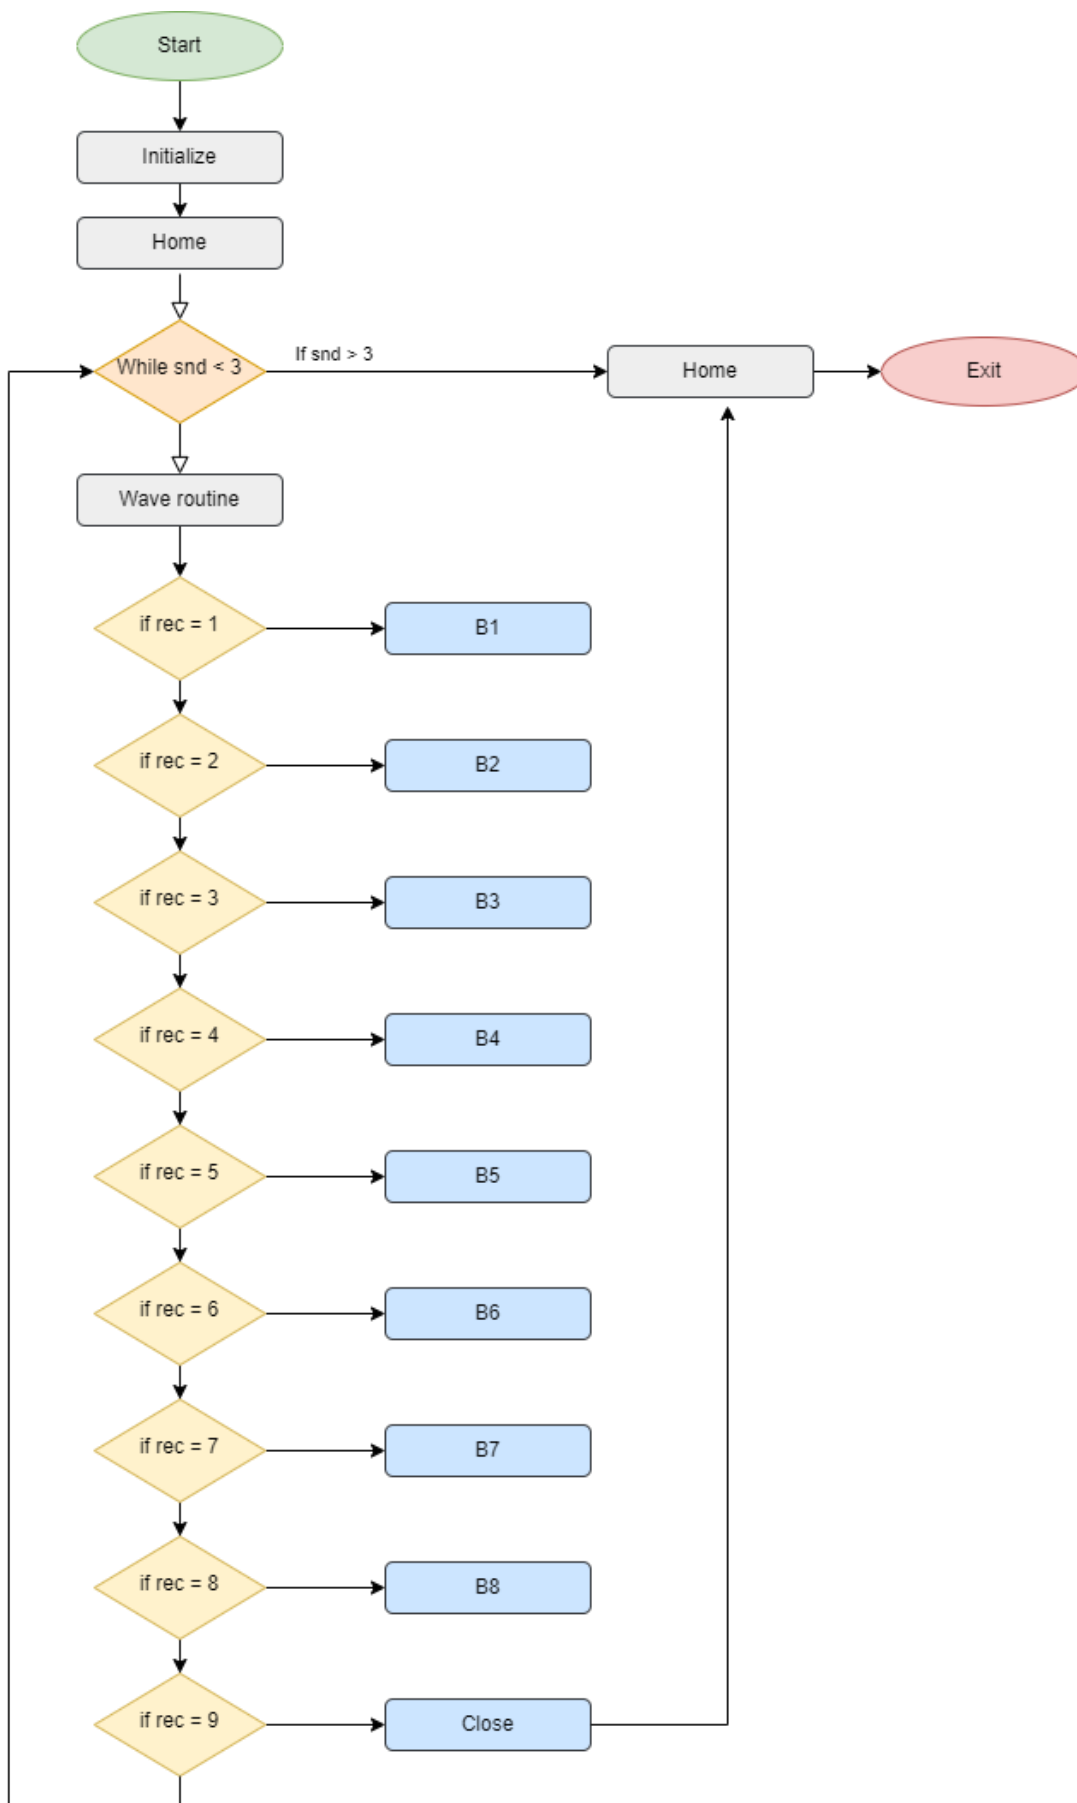 Start
Initialize
Home
While snd < 3
If snd > 3
Home
Exit
Wave routine
if rec = 1
B1
if rec = 2
B2
if rec = 3
B3
if rec = 4
B4
if rec = 5
B5
if rec = 6
B6
if rec = 7
B7
if rec = 8
B8
if rec = 9
Close